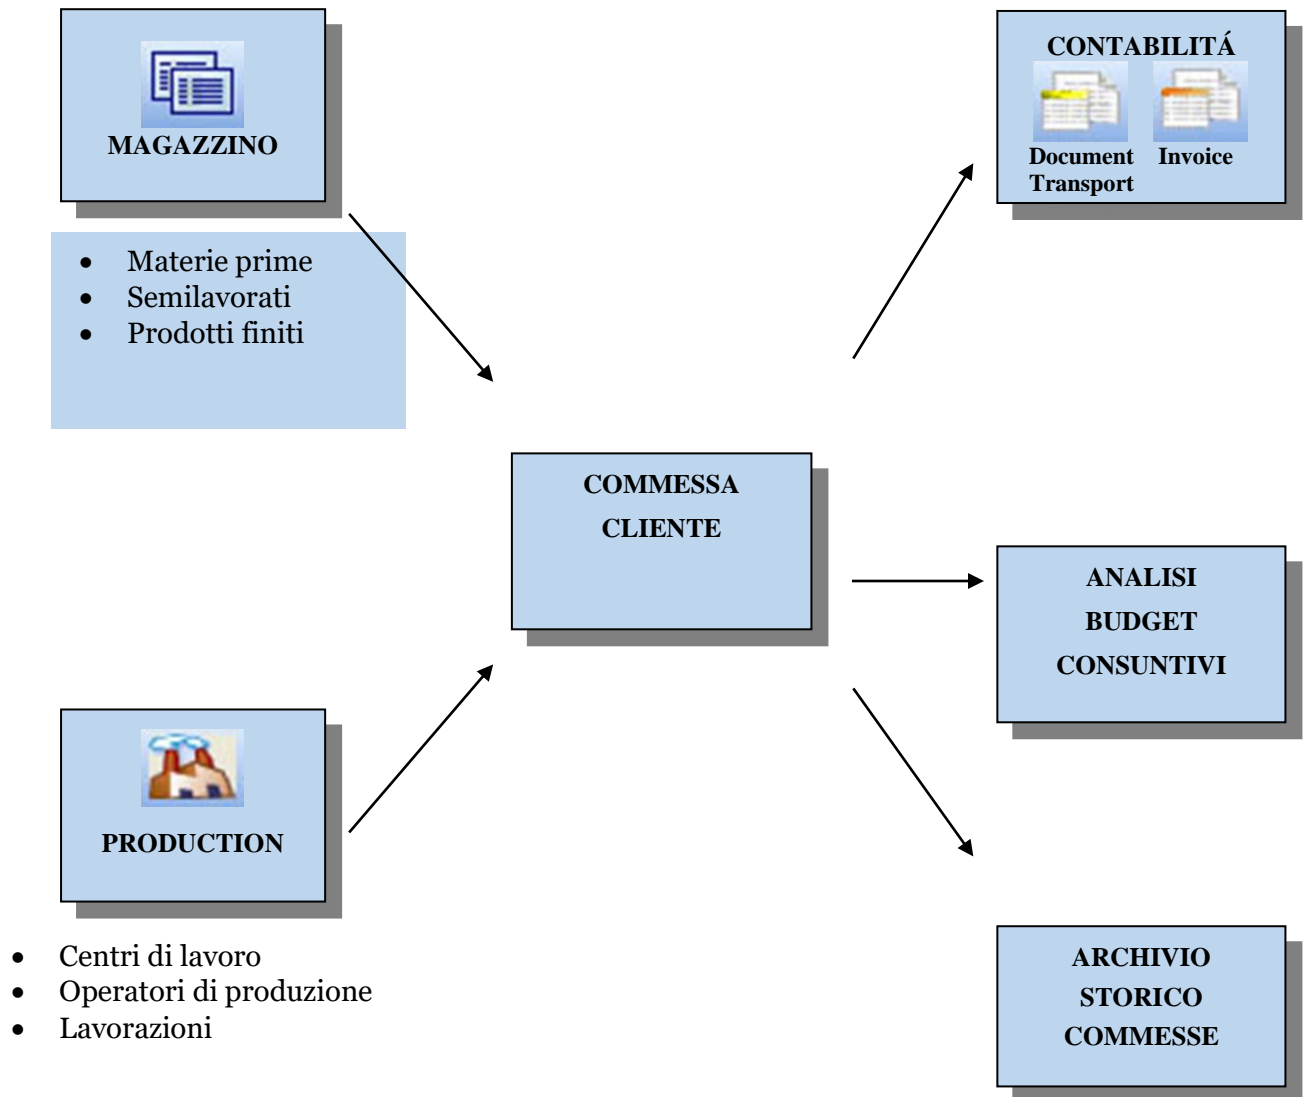 MAGAZZINO
• Materie prime
• Semilavorati
• Prodotti finiti
CONTABILITÁ
Document Transport
Invoice
COMMESSA
CLIENTE
ANALISI
BUDGET
CONSUNTIVI
PRODUCTION
• Centri di lavoro
• Operatori di produzione
• Lavorazioni
ARCHIVIO
STORICO
COMMESSE